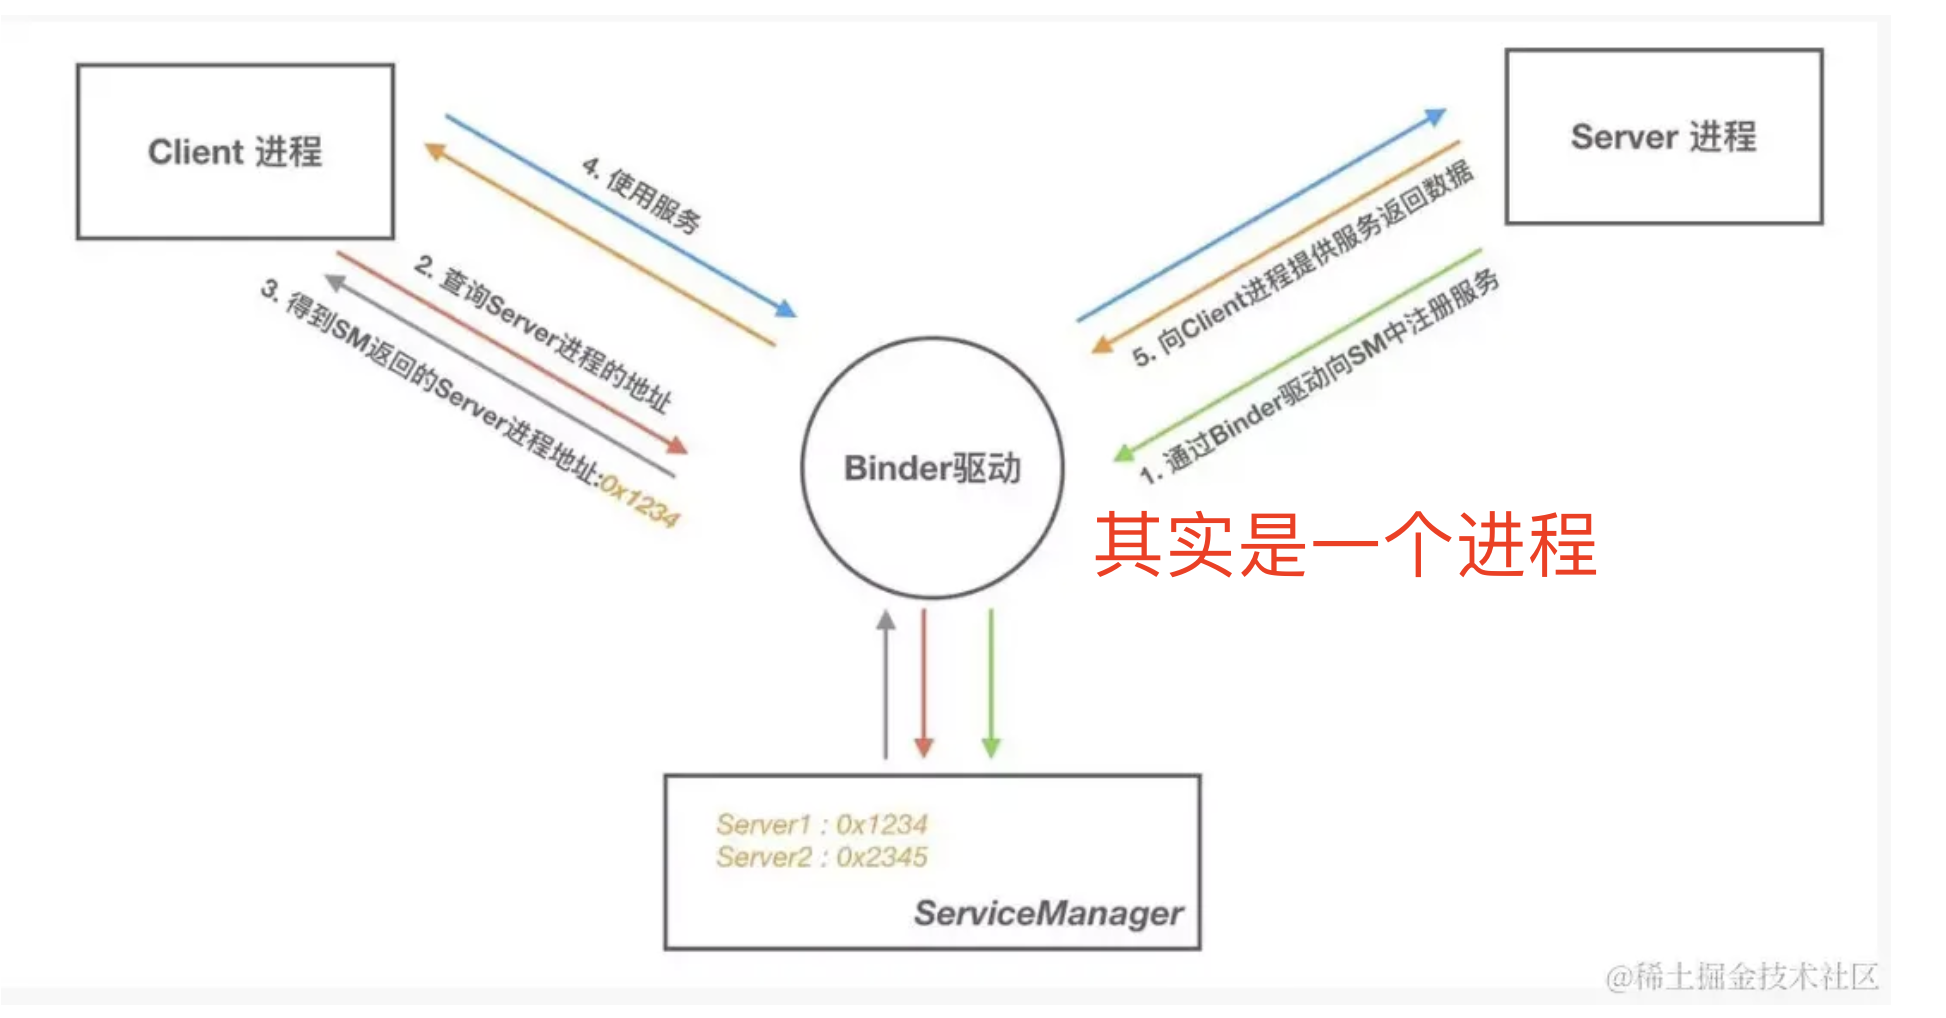 Client 进程
Server 进程
4. 使用服务
2. 查询Server进程的地址
3. 得到SM返回的Server进程地址:0x1234
5. 向Client进程提供服务返回数据
1. 通过Binder驱动向SM中注册服务
Binder驱动
其实是一个进程
Server1 : 0x1234
Server2 : 0x2345
ServiceManager
@稀土掘金技术社区